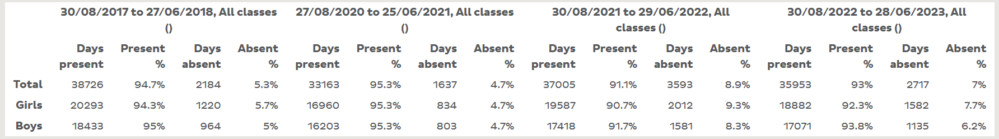 30/08/2017 to 27/06/2018, All classes 27/08/2020 to 25/06/2021, All classes 30/08/2021 to 29/06/2022, All 30/08/2022 to 28/06/2023, All
() () classes () classes ()
Days Present Days Absent Days Present Days Absent Days Present Days Absent Days Present Days Absent
present % absent % present % absent % present % absent % present % absent %
Total 38726 94.7% 2184 5.3% 33163 95.3% 1637 4.7% 37005 91.1% 3593 8.9% 35953 93% 2717 7%
Girls 20293 94.3% 1220 5.7% 16960 95.3% 834 4.7% 19587 90.7% 2012 9.3% 18882 92.3% 1582 7.7%
Boys 18433 95% 964 5% 16203 95.3% 803 4.7% 17418 91.7% 1581 8.3% 17071 93.8% 1135 6.2%